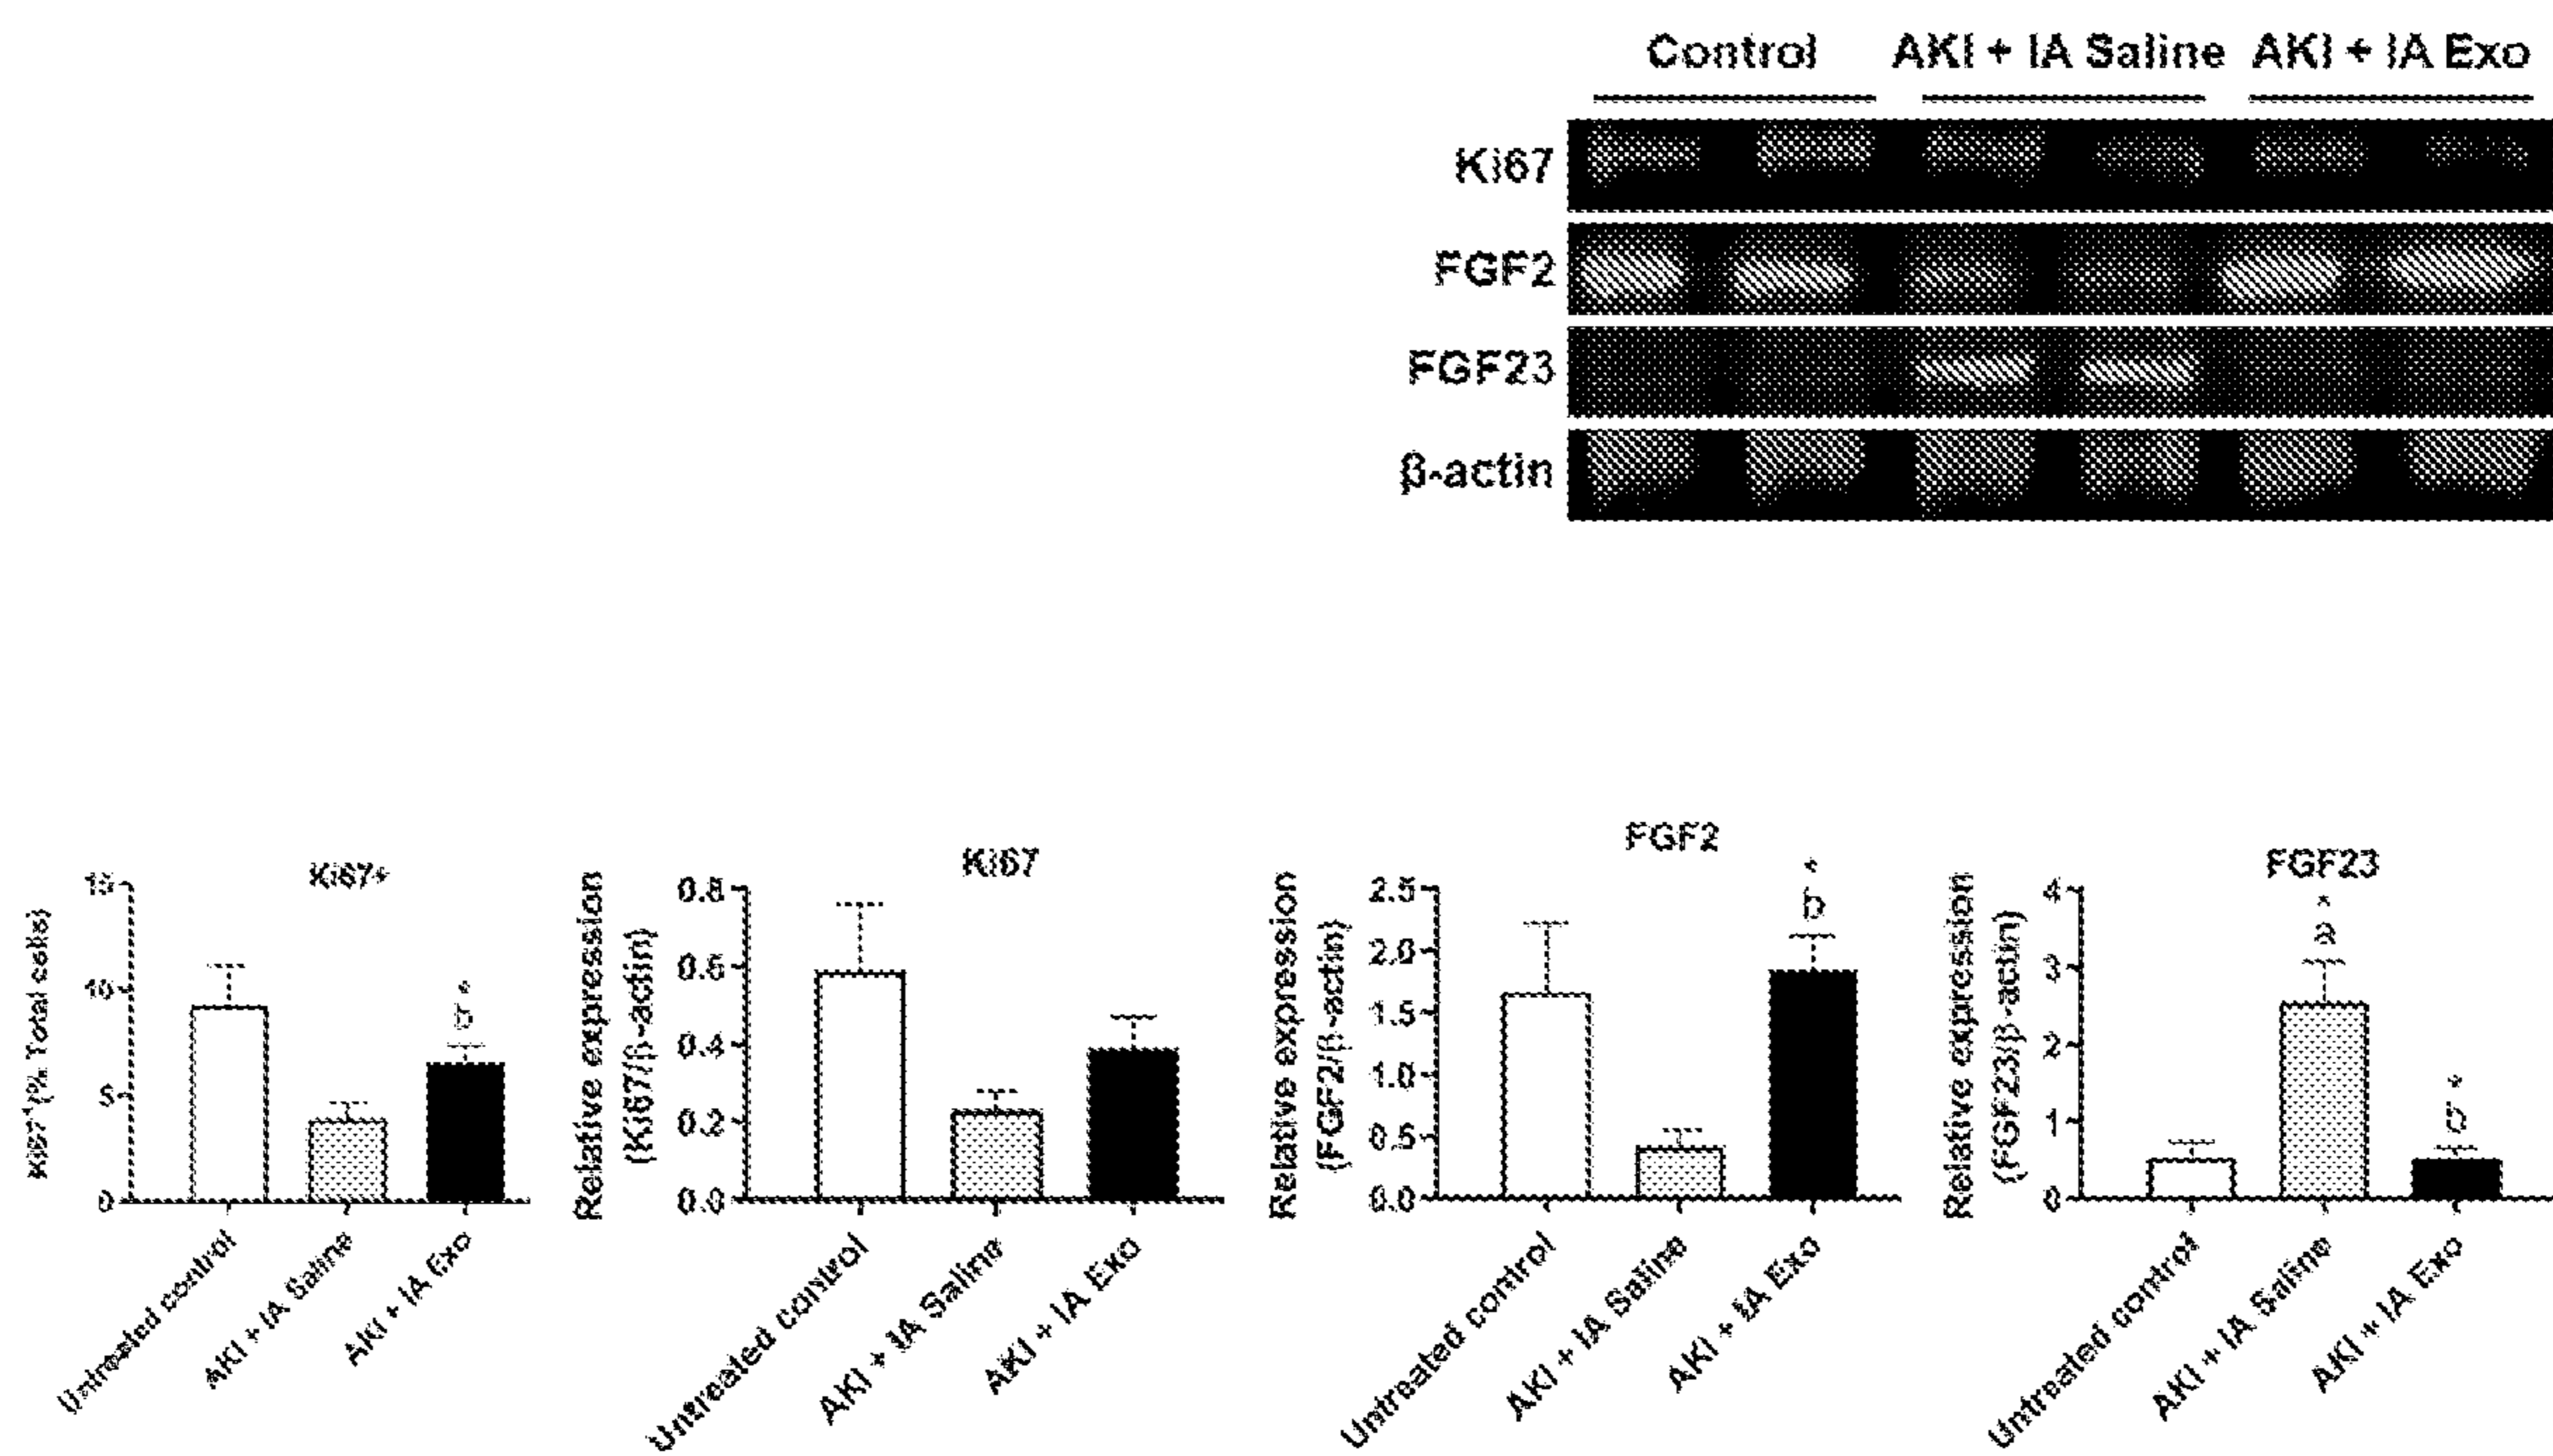 Control AKI + IA Saline AKI + IA Exo
Ki67
FGF2
FGF23
β-actin
Ki67+
Ki67+(% Total cells)
15
10
5
0
*
Untreated control
AKI + IA Saline
AKI + IA Exo
Ki67
Relative expression
(Ki67/β-actin)
0.8
0.6
0.4
0.2
0.0
Untreated control
AKI + IA Saline
AKI + IA Exo
FGF2
Relative expression
(FGF2/β-actin)
2.5
2.0
1.5
1.0
0.5
0.0
*
b
Untreated control
AKI + IA Saline
AKI + IA Exo
FGF23
Relative expression
(FGF23/β-actin)
4
3
2
1
0
*
a
*
Untreated control
AKI + IA Saline
AKI + IA Exo